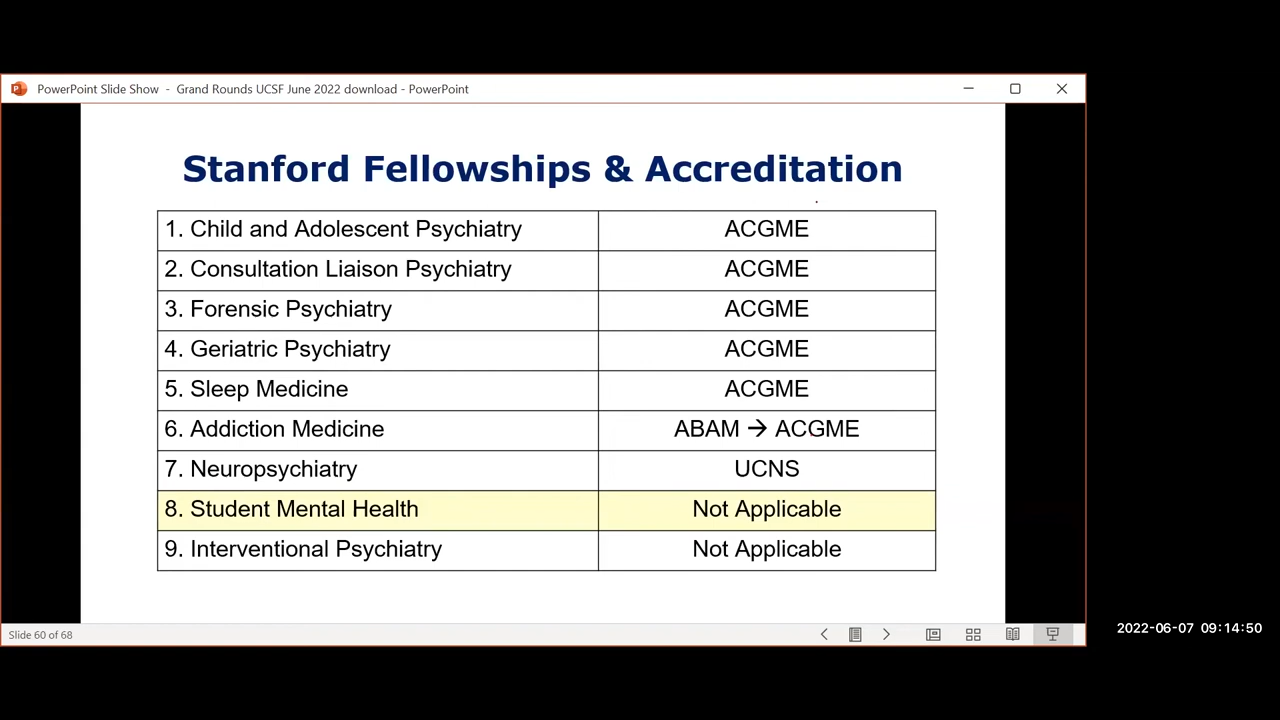 PowerPoint Slide Show - Grand Rounds UCSF June 2022 download - PowerPoint
Stanford Fellowships & Accreditation
1. Child and Adolescent Psychiatry ACGME
2. Consultation Liaison Psychiatry ACGME
3. Forensic Psychiatry ACGME
4. Geriatric Psychiatry ACGME
5. Sleep Medicine ACGME
6. Addiction Medicine ABAM → ACGME
7. Neuropsychiatry UCNS
8. Student Mental Health Not Applicable
9. Interventional Psychiatry Not Applicable
Slide 60 of 68
2022-06-07 09:14:50